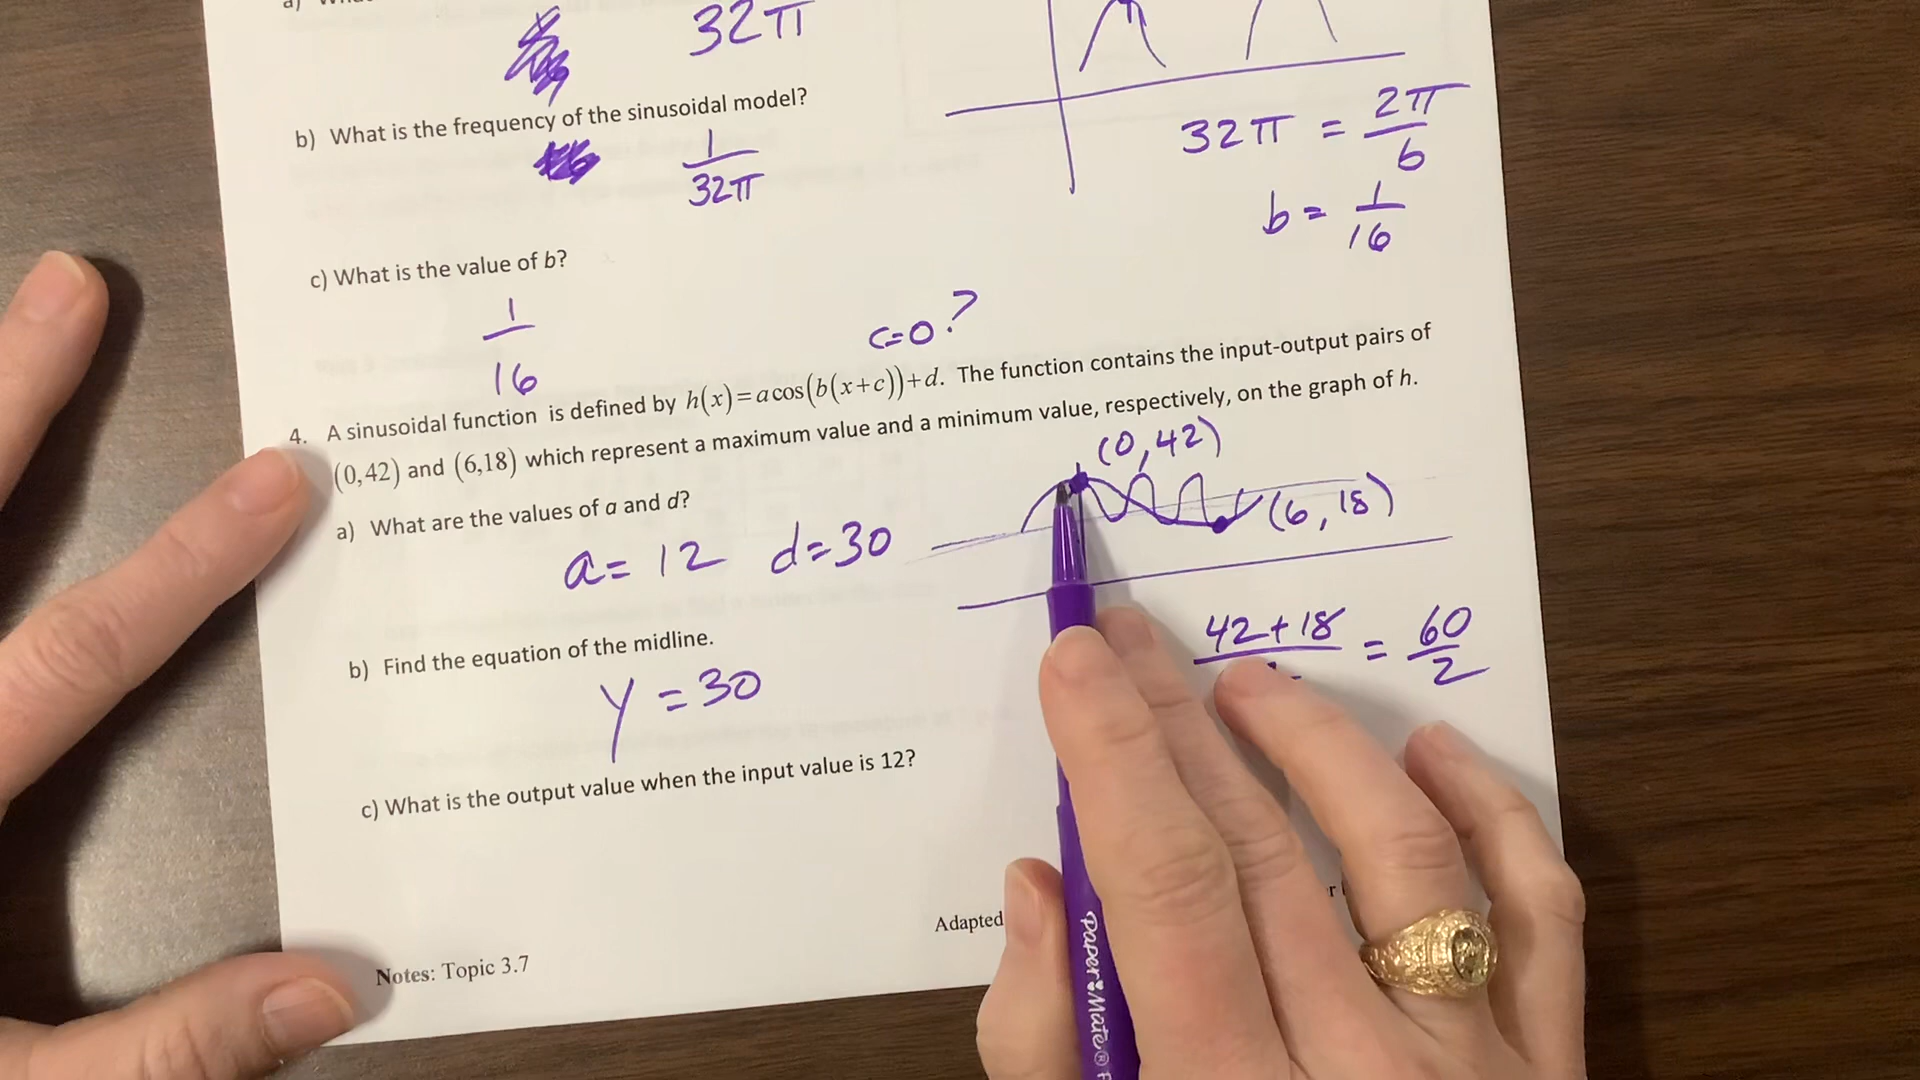 a)
32π
b) What is the frequency of the sinusoidal model?
1/32π
32π = 2π/b
b = 1/16
c) What is the value of b?
1/16
c=0?
4. A sinusoidal function is defined by h(x)=a cos(b(x+c))+d. The function contains the input-output pairs of
(0,42) and (6,18) which represent a maximum value and a minimum value, respectively, on the graph of h.
(0,42)
(6,18)
a) What are the values of a and d?
a= 12 d=30
42+18 = 60/2
b) Find the equation of the midline.
y = 30
c) What is the output value when the input value is 12?
Adapted
Notes: Topic 3.7
Paper Mate®